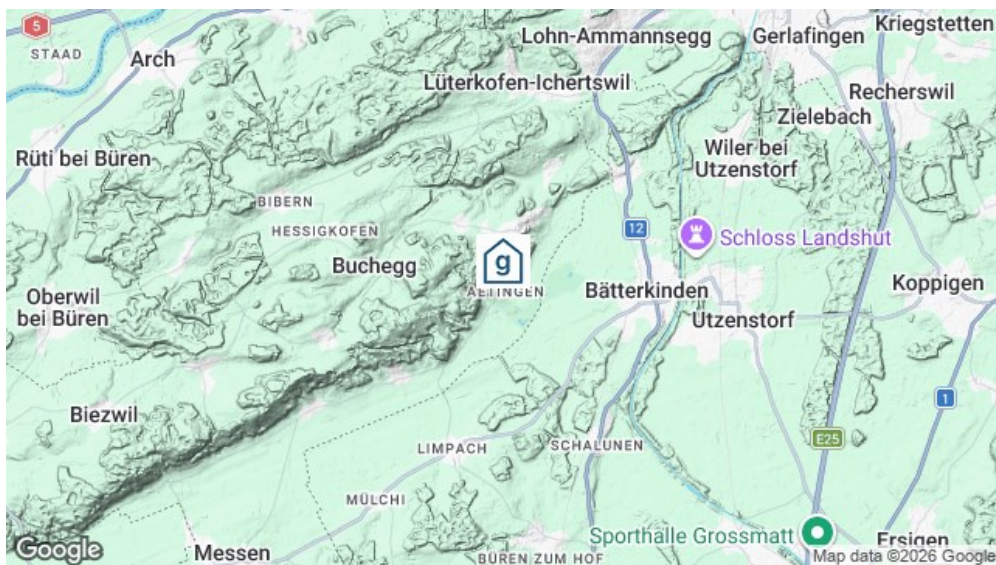 5
STAAD
Arch
Lohn-Ammannsegg
Gerlafingen
Kriegstetten
Lüterkofen-Ichertswil
Recherswil
Zielebach
Rüti bei Büren
Wiler bei
Utzenstorf
BIBERN
HESSIGKOFEN
12
Schloss Landshut
Buchegg
g
AETINGEN
Bätterkinden
Koppigen
Oberwil
bei Büren
Utzenstorf
Biezwil
1
E25
LIMPACH
SCHALUNEN
MÜLCHI
Sporthalle Grossmatt
Ersigen
Google
Messen
BÜREN ZUM HOF
Map data ©2026 Google